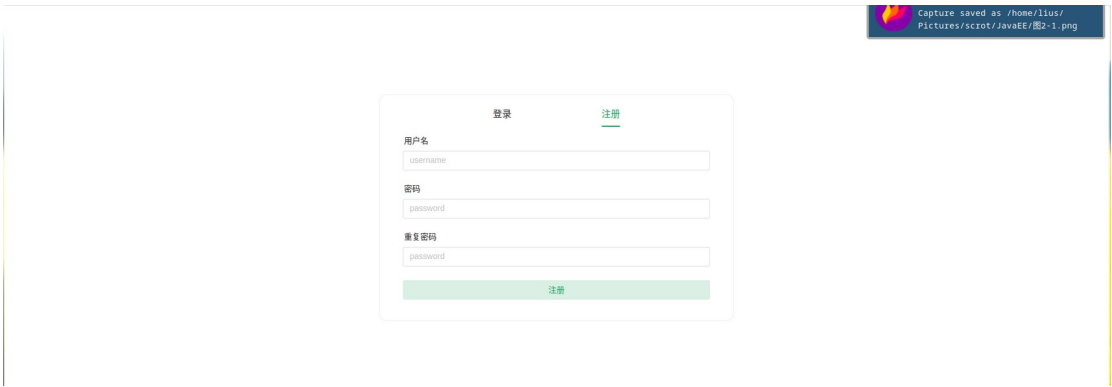 Capture saved as /home/lius/
Pictures/scrot/JavaEE/图2-1.png
登录 注册
用户名
username
密码
password
重复密码
password
注册